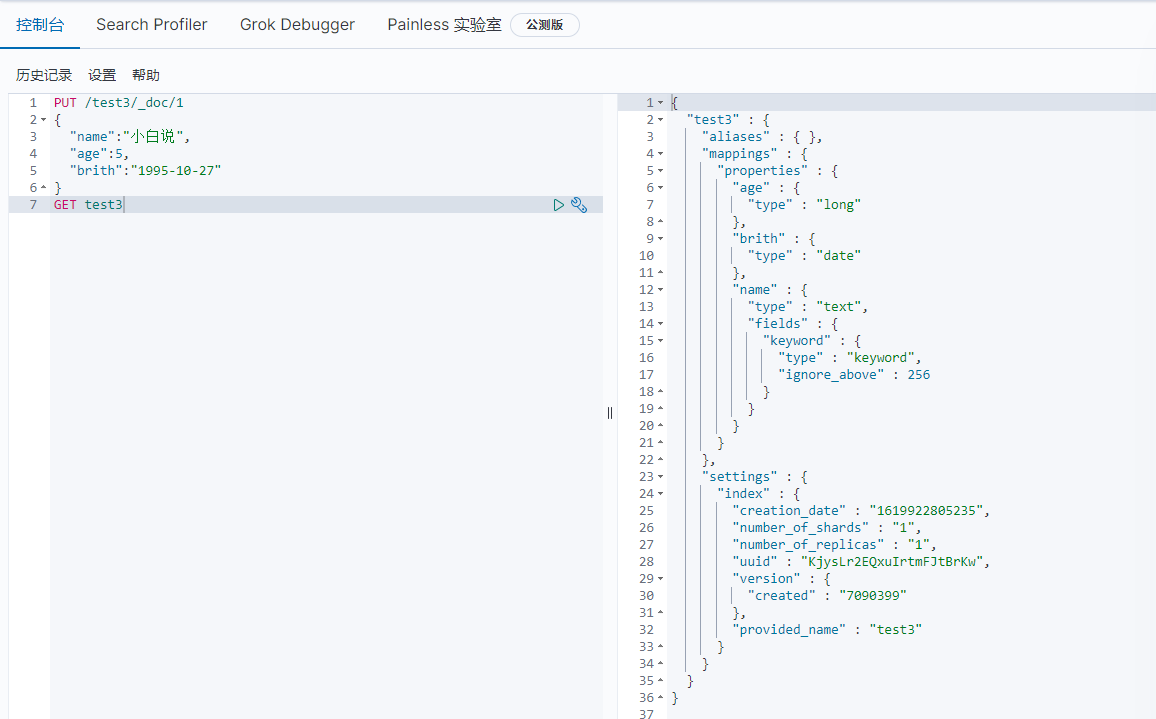 控制台 Search Profiler Grok Debugger Painless 实验室 公测版
历史记录 设置 帮助
1 PUT /test3/_doc/1
2 {
3 "name":"小白说",
4 "age":5,
5 "brith":"1995-10-27"
6 }
7 GET test3
1 {
2 "test3" : {
3 "aliases" : { },
4 "mappings" : {
5 "properties" : {
6 "age" : {
7 "type" : "long"
8 },
9 "brith" : {
10 "type" : "date"
11 },
12 "name" : {
13 "type" : "text",
14 "fields" : {
15 "keyword" : {
16 "type" : "keyword",
17 "ignore_above" : 256
18 }
19 }
20 }
21 }
22 },
23 "settings" : {
24 "index" : {
25 "creation_date" : "1619922805235",
26 "number_of_shards" : "1",
27 "number_of_replicas" : "1",
28 "uuid" : "KjysLr2EQxuIrtmFJtBrKw",
29 "version" : {
30 "created" : "7090399"
31 },
32 "provided_name" : "test3"
33 }
34 }
35 }
36 }
37